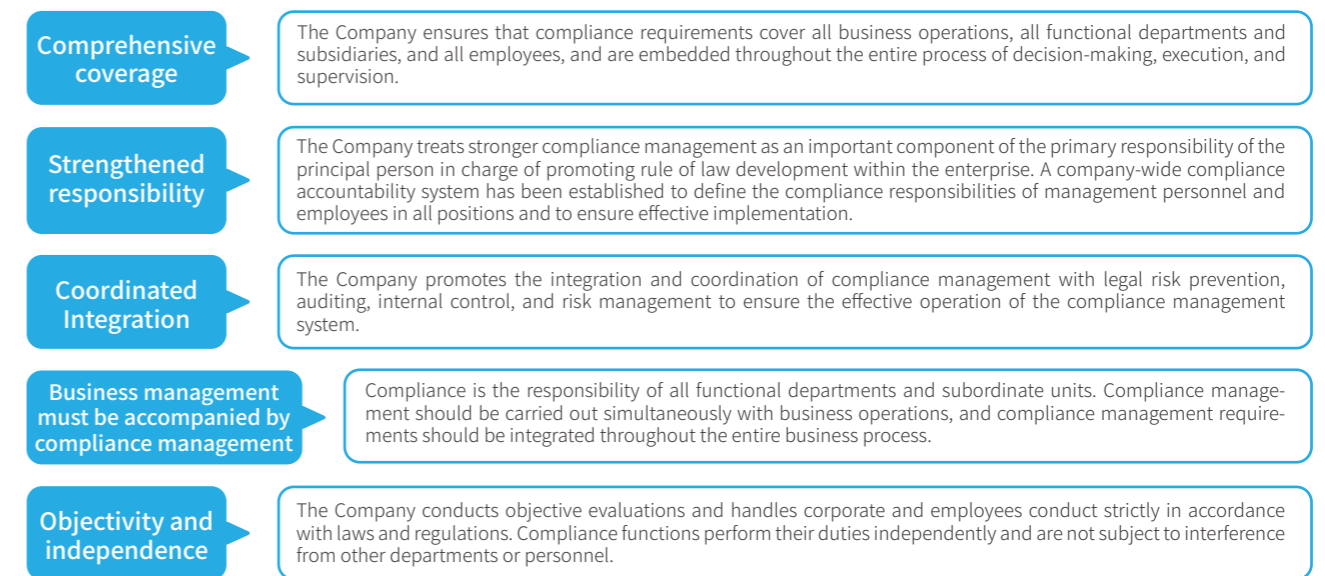 Comprehensive
coverage
The Company ensures that compliance requirements cover all business operations, all functional departments and
subsidiaries, and all employees, and are embedded throughout the entire process of decision-making, execution, and
supervision.
Strengthened
responsibility
The Company treats stronger compliance management as an important component of the primary responsibility of the
principal person in charge of promoting rule of law development within the enterprise. A company-wide compliance
accountability system has been established to define the compliance responsibilities of management personnel and
employees in all positions and to ensure effective implementation.
Coordinated
Integration
The Company promotes the integration and coordination of compliance management with legal risk prevention,
auditing, internal control, and risk management to ensure the effective operation of the compliance management
system.
Business management
must be accompanied by
compliance management
Compliance is the responsibility of all functional departments and subordinate units. Compliance manage-
ment should be carried out simultaneously with business operations, and compliance management require-
ments should be integrated throughout the entire business process.
Objectivity and
independence
The Company conducts objective evaluations and handles corporate and employees conduct strictly in accordance
with laws and regulations. Compliance functions perform their duties independently and are not subject to interference
from other departments or personnel.